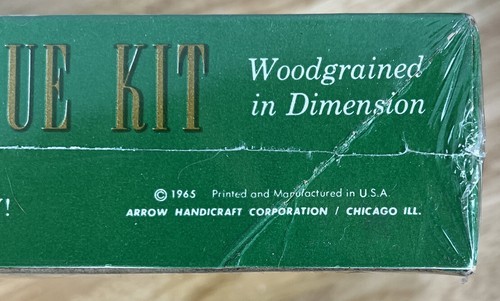 UE KIT
Woodgrained
in Dimension
Y!
© 1965 Printed and Manufactured in U.S.A.
ARROW HANDICRAFT CORPORATION / CHICAGO ILL.